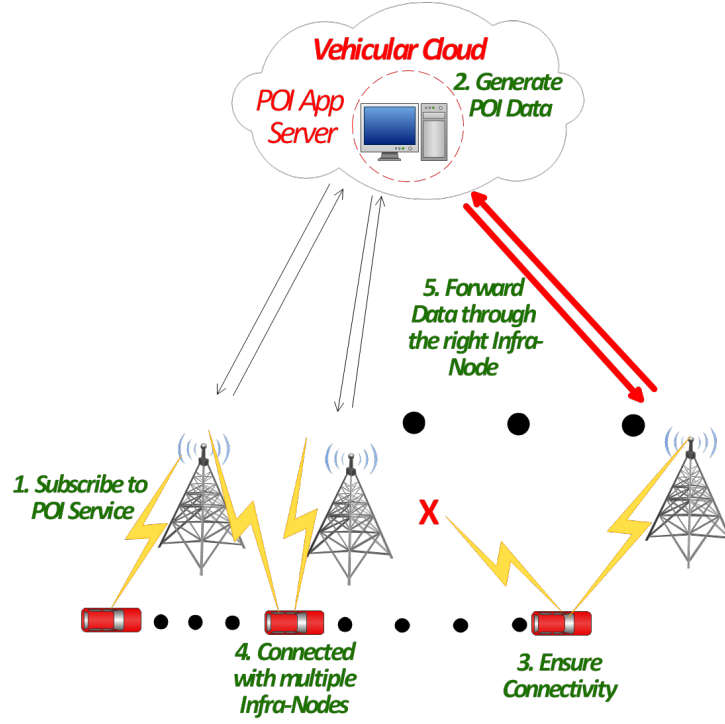 Vehicular Cloud
POI App
Server
2. Generate
POI Data
5. Forward
Data through
the right Infra-
Node
1. Subscribe to
POI Service
X
4. Connected
with multiple
Infra-Nodes
3. Ensure
Connectivity